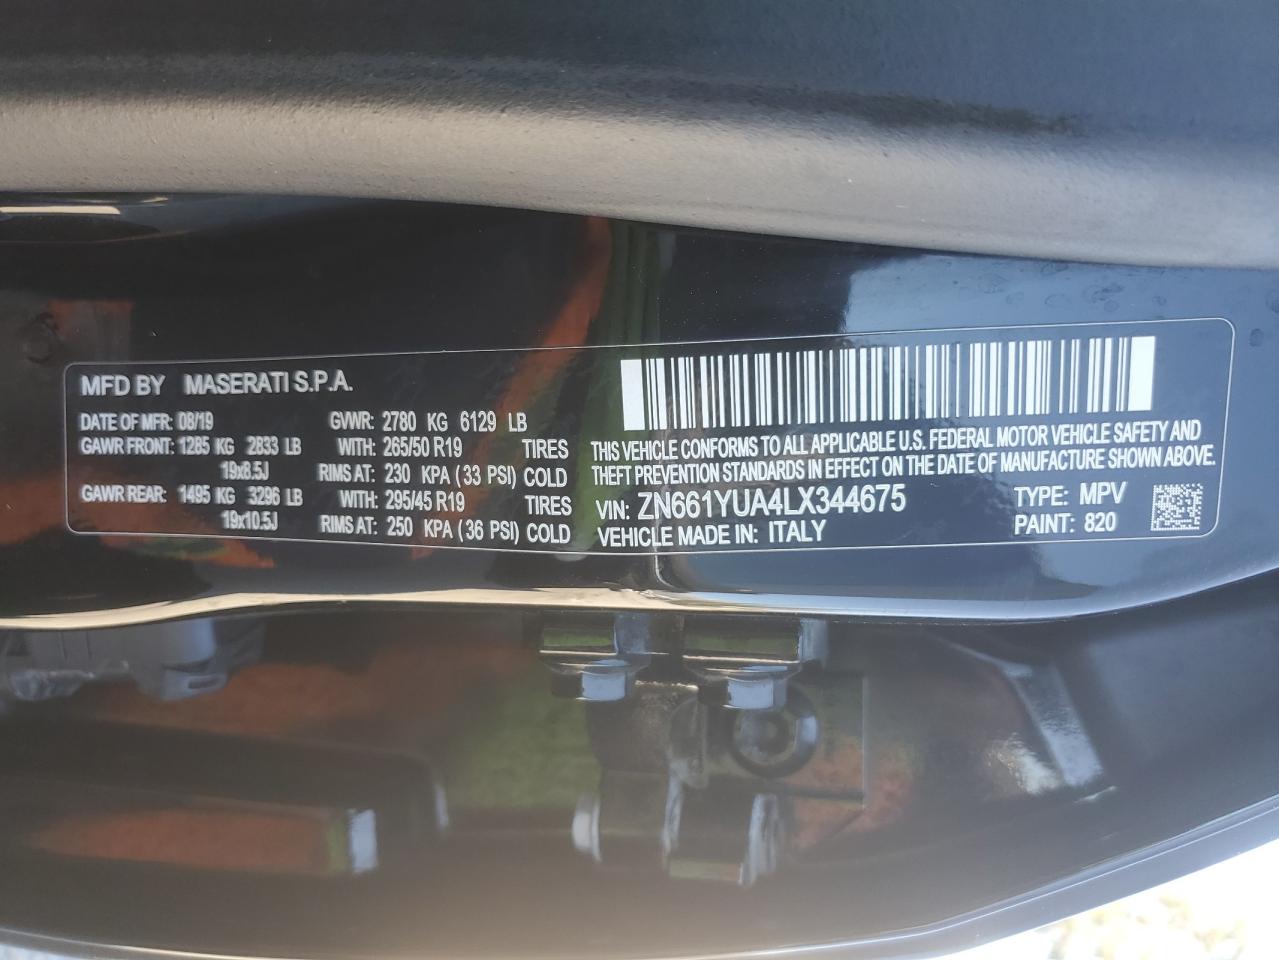 MFD BY MASERATI S.P.A.
DATE OF MFR: 08/19 GVWR: 2780 KG 6129 LB
GAWR FRONT: 1285 KG 2833 LB WITH: 265/50 R19 TIRES
19x8.5J RIMS AT: 230 KPA (33 PSI) COLD
GAWR REAR: 1495 KG 3296 LB WITH: 295/45 R19 TIRES
19x10.5J RIMS AT: 250 KPA (36 PSI) COLD
THIS VEHICLE CONFORMS TO ALL APPLICABLE U.S. FEDERAL MOTOR VEHICLE SAFETY AND
THEFT PREVENTION STANDARDS IN EFFECT ON THE DATE OF MANUFACTURE SHOWN ABOVE.
VIN: ZN661YUA4LX344675 TYPE: MPV
VEHICLE MADE IN: ITALY PAINT: 820